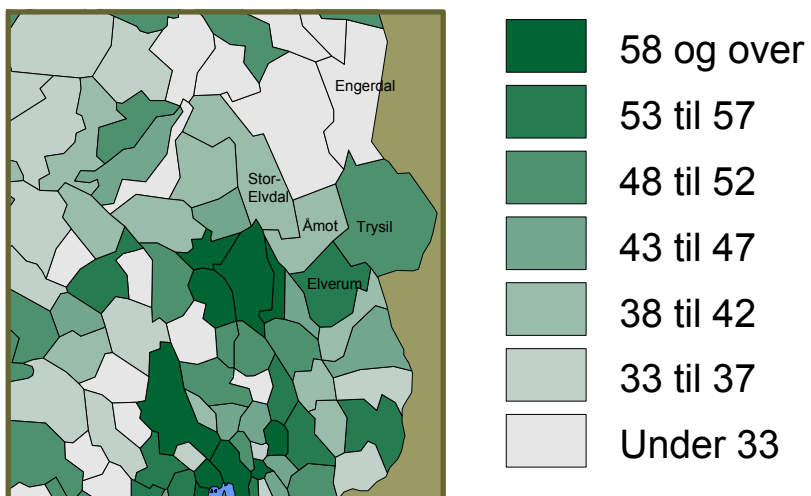 Engerdal
Stor-
Elvdal
Åmot
Trysil
Elverum
58 og over
53 til 57
48 til 52
43 til 47
38 til 42
33 til 37
Under 33